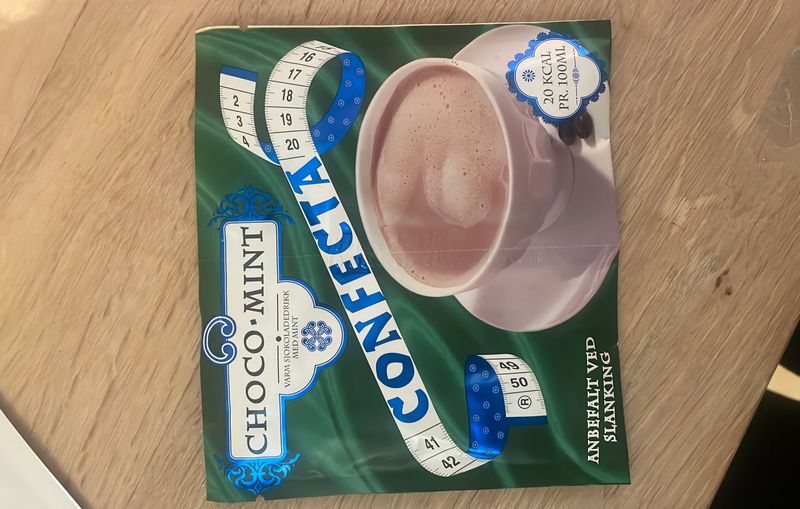 16
17
18
19
20
2
3
4
CONFECTA
41
42
49
50
®
20 KCAL
PR. 100ML
CHOCO·MINT
VARM SJOKOLADEDRIKK
MED MINT
ANBEFALT VED
SLANKING